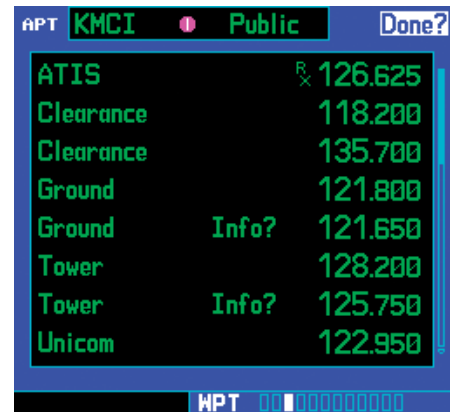 APT KMCI Public Done?
ATIS Rx 126.625
Clearance 118.200
Clearance 135.700
Ground 121.800
Ground Info? 121.650
Tower 128.200
Tower Info? 125.750
Unicom 122.950
WPT